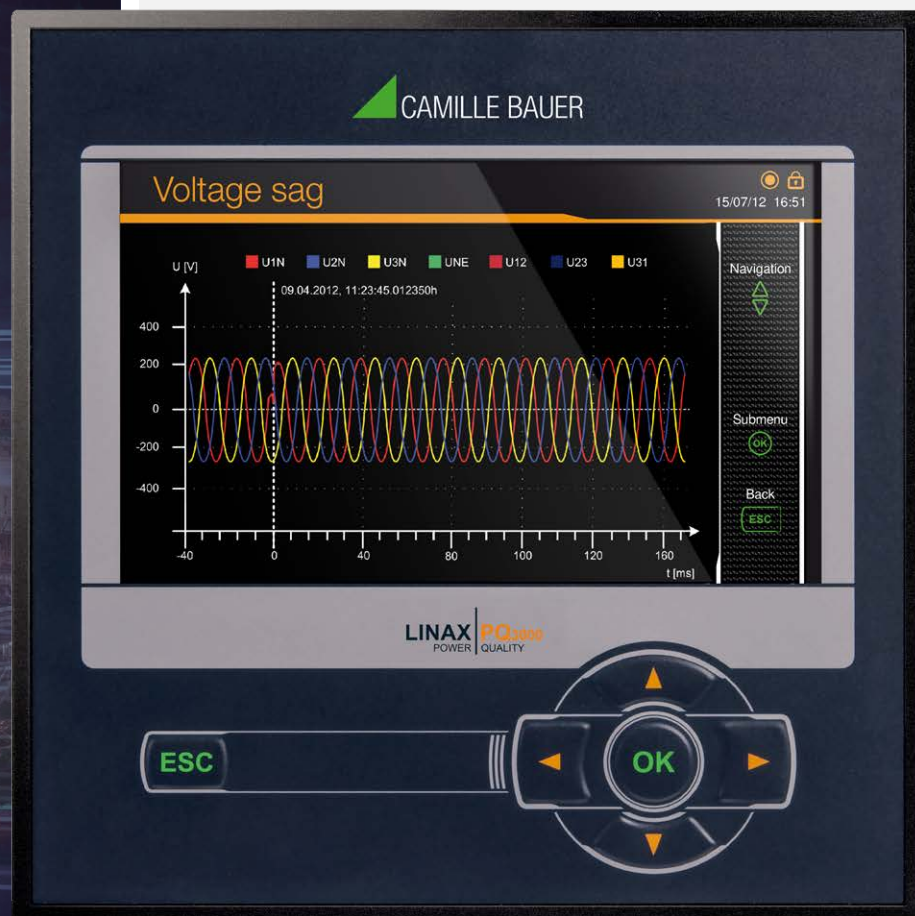 CAMILLE BAUER
Voltage sag
15/07/12 16:51
U [V]
U1N U2N U3N UNE U12 U23 U31
09.04.2012, 11:23:45.012350h
Navigation
400
200
0
-200
-400
Submenu
OK
Back
ESC
-40 0 40 80 100 120 160
t [ms]
LINAX PQ3000
POWER QUALITY
ESC
OK